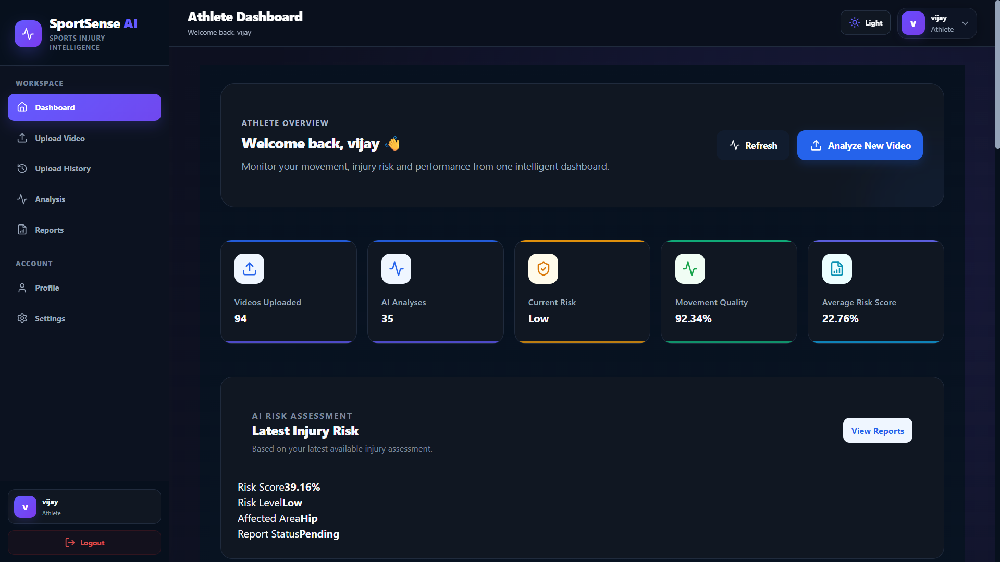 SportSense AI
SPORTS INJURY
INTELLIGENCE
WORKSPACE
Dashboard
Upload Video
Upload History
Analysis
Reports
ACCOUNT
Profile
Settings
v
vijay
Athlete
Logout
Athlete Dashboard
Welcome back, vijay
Light
v
vijay
Athlete
ATHLETE OVERVIEW
Welcome back, vijay 👋
Monitor your movement, injury risk and performance from one intelligent dashboard.
Refresh
Analyze New Video
Videos Uploaded
94
AI Analyses
35
Current Risk
Low
Movement Quality
92.34%
Average Risk Score
22.76%
AI RISK ASSESSMENT
Latest Injury Risk
Based on your latest available injury assessment.
View Reports
Risk Score39.16%
Risk LevelLow
Affected AreaHip
Report StatusPending